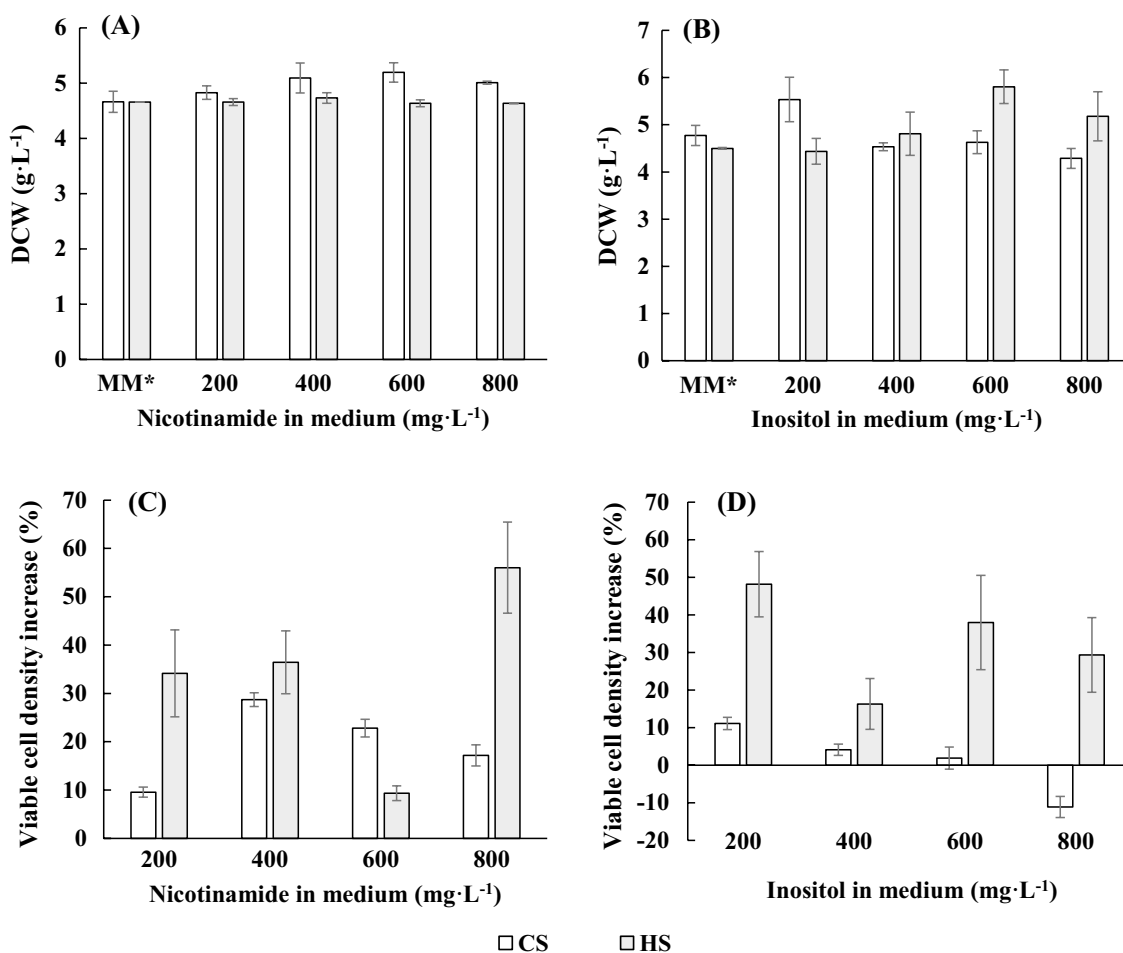 (A)
DCW (g·L-1)
6
5
4
3
2
1
0
MM* 200 400 600 800
Nicotinamide in medium (mg·L-1)
(B)
DCW (g·L-1)
7
6
5
4
3
2
1
0
MM* 200 400 600 800
Inositol in medium (mg·L-1)
(C)
Viable cell density increase (%)
70
60
50
40
30
20
10
0
200 400 600 800
Nicotinamide in medium (mg·L-1)
(D)
Viable cell density increase (%)
70
60
50
40
30
20
10
0
-10
-20
200 400 600 800
Inositol in medium (mg·L-1)
CS HS